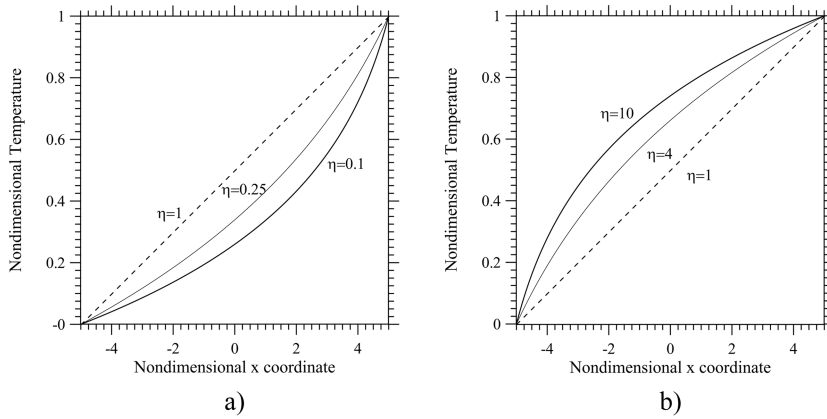 1
0.8
0.6
0.4
0.2
-0
Nondimensional Temperature
η=1
η=0.25
η=0.1
-4
-2
0
2
4
Nondimensional x coordinate
a)
1
0.8
0.6
0.4
0.2
0
Nondimensional Temperature
η=10
η=4
η=1
-4
-2
0
2
4
Nondimensional x coordinate
b)